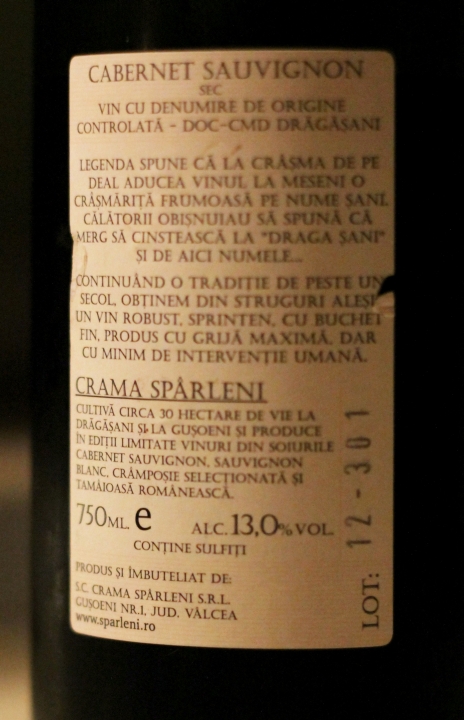 CABERNET SAUVIGNON
SEC
VIN CU DENUMIRE DE ORIGINE
CONTROLATĂ - DOC-CMD DRĂGĂȘANI
LEGENDA SPUNE CĂ LA CRÂȘMA DE PE
DEAL ADUCEA VINUL LA MESENI O
CRÂȘMĂRIȚĂ FRUMOASĂ PE NUME ȘANI.
CĂLĂTORII OBIȘNUIAU SĂ SPUNĂ CĂ
MERG SĂ CINSTEASCĂ LA "DRAGA ȘANI"
ȘI DE AICI NUMELE...
CONTINUÂND O TRADIȚIE DE PESTE UN
SECOL, OBȚINEM DIN STRUGURI ALEȘI
UN VIN ROBUST, SPRINTEN, CU BUCHET
FIN, PRODUS CU GRIJĂ MAXIMĂ, DAR
CU MINIM DE INTERVENȚIE UMANĂ.
CRAMA SPÂRLENI
CULTIVĂ CIRCA 30 HECTARE DE VIE LA
DRĂGĂȘANI ȘI LA GUȘOENI ȘI PRODUCE
ÎN EDIȚII LIMITATE VINURI DIN SOIURILE
CABERNET SAUVIGNON, SAUVIGNON
BLANC, CRÂMPOȘIE SELECȚIONATĂ ȘI
TAMÂIOASĂ ROMÂNEASCĂ.
750ML e ALC. 13,0% VOL.
CONȚINE SULFIȚI
PRODUS ȘI ÎMBUTELIAT DE:
S.C. CRAMA SPÂRLENI S.R.L.
GUȘOENI NR.1, JUD. VÂLCEA
www.sparleni.ro
LOT: 12-301